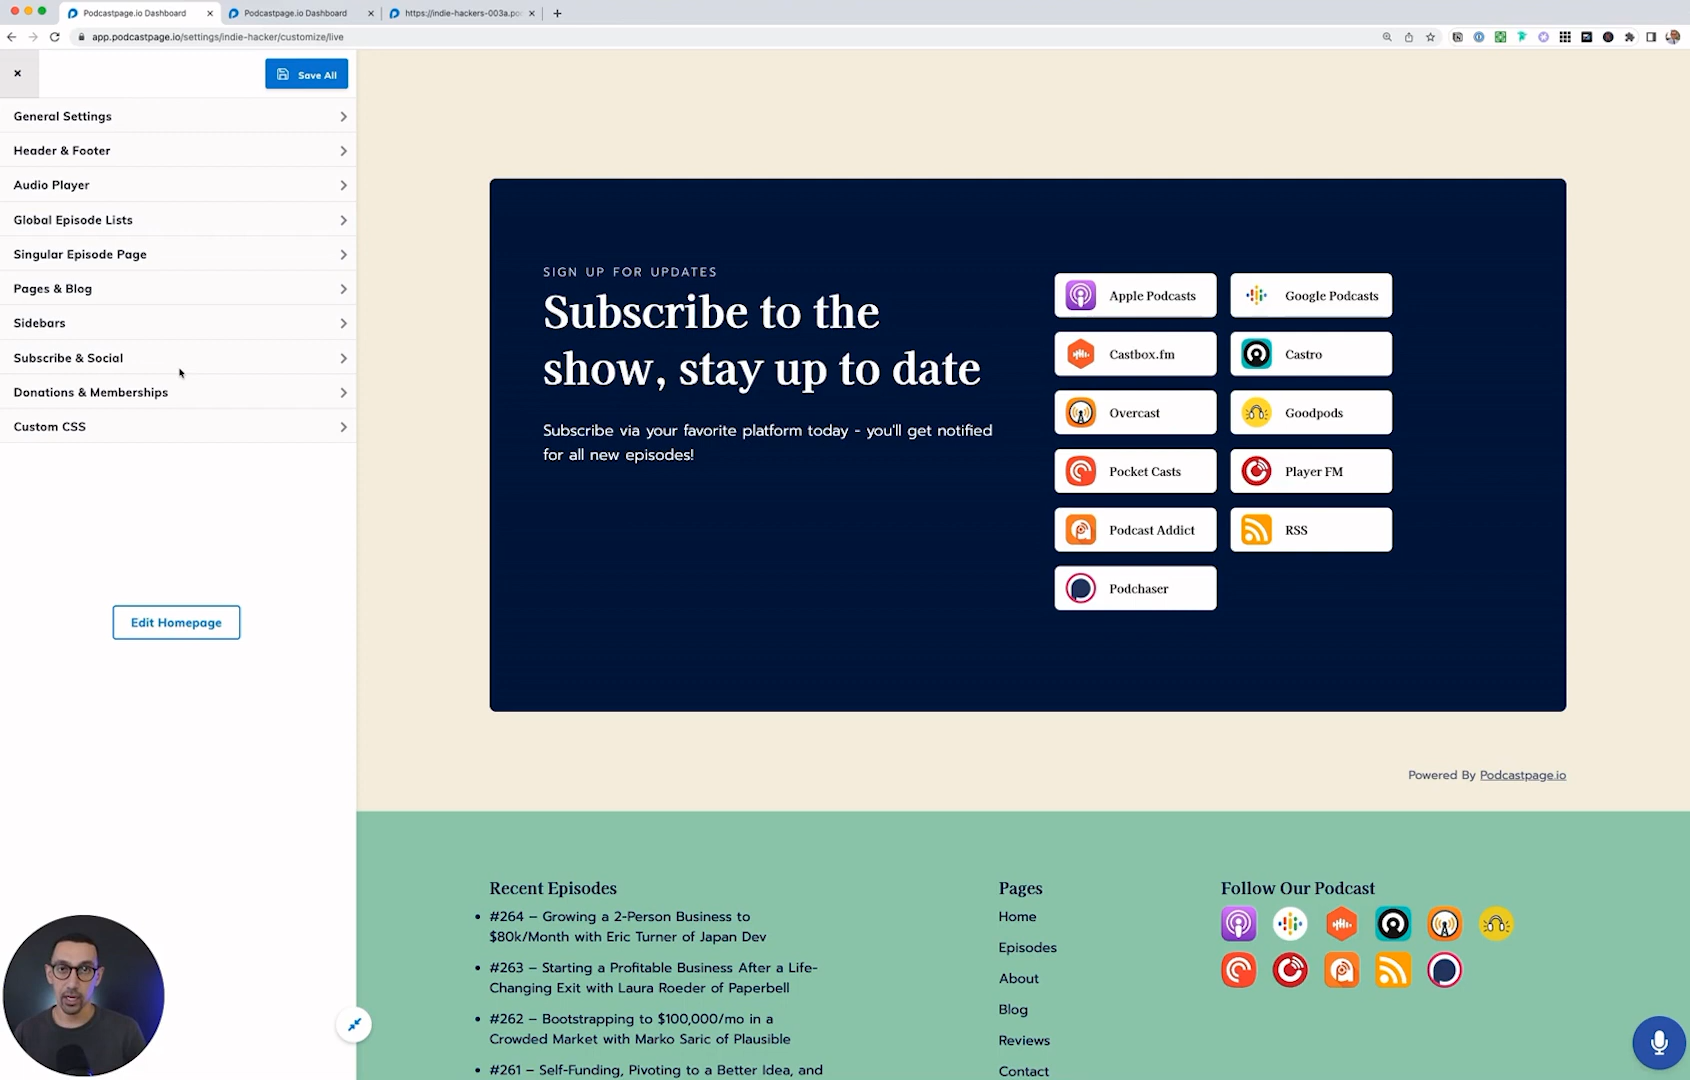 Podcastpage.io Dashboard
Podcastpage.io Dashboard
https://indie-hackers-003a.po
app.podcastpage.io/settings/indie-hacker/customize/live
Save All
General Settings
Header & Footer
Audio Player
Global Episode Lists
Singular Episode Page
Pages & Blog
Sidebars
Subscribe & Social
Donations & Memberships
Custom CSS
Edit Homepage
SIGN UP FOR UPDATES
Subscribe to the
show, stay up to date
Subscribe via your favorite platform today - you'll get notified
for all new episodes!
Apple Podcasts
Google Podcasts
Castbox.fm
Castro
Overcast
Goodpods
Pocket Casts
Player FM
Podcast Addict
RSS
Podchaser
Powered By Podcastpage.io
Recent Episodes
#264 – Growing a 2-Person Business to
$80k/Month with Eric Turner of Japan Dev
#263 – Starting a Profitable Business After a Life-
Changing Exit with Laura Roeder of Paperbell
#262 – Bootstrapping to $100,000/mo in a
Crowded Market with Marko Saric of Plausible
#261 – Self-Funding, Pivoting to a Better Idea, and
Pages
Home
Episodes
About
Blog
Reviews
Contact
Follow Our Podcast